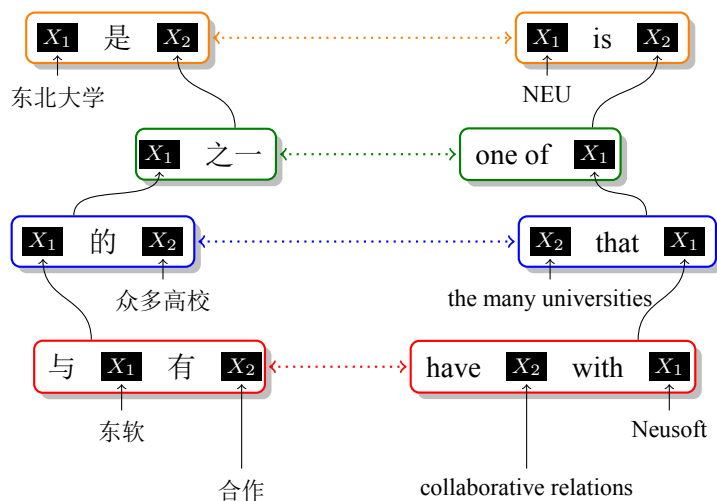 X₁ 是 X₂ X₁ is X₂
东北大学 NEU
X₁ 之一 one of X₁
X₁ 的 X₂ X₂ that X₁
众多高校 the many universities
与 X₁ 有 X₂ have X₂ with X₁
东软 Neusoft
合作 collaborative relations